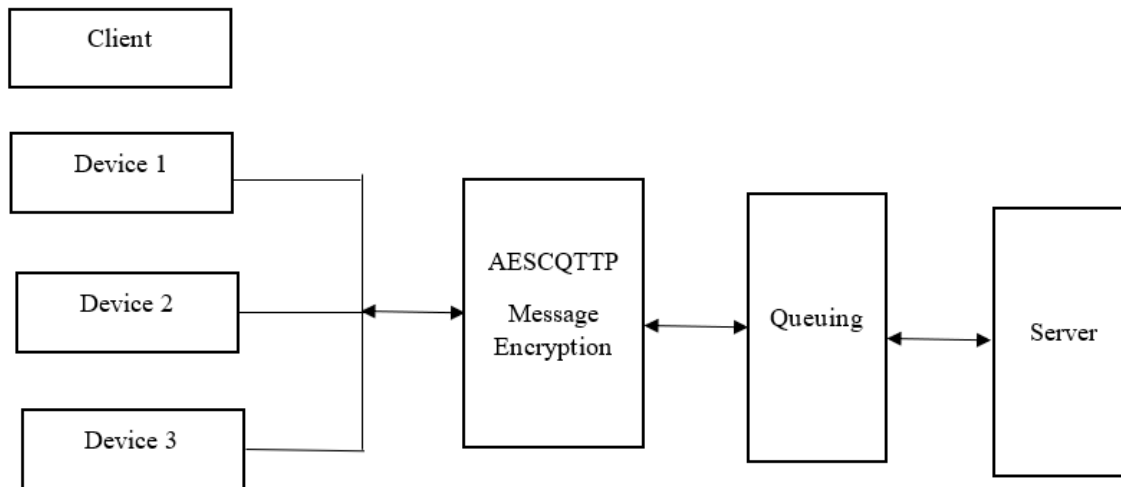 Client
Device 1
Device 2
Device 3
AESCQTTP
Message
Encryption
Queuing
Server